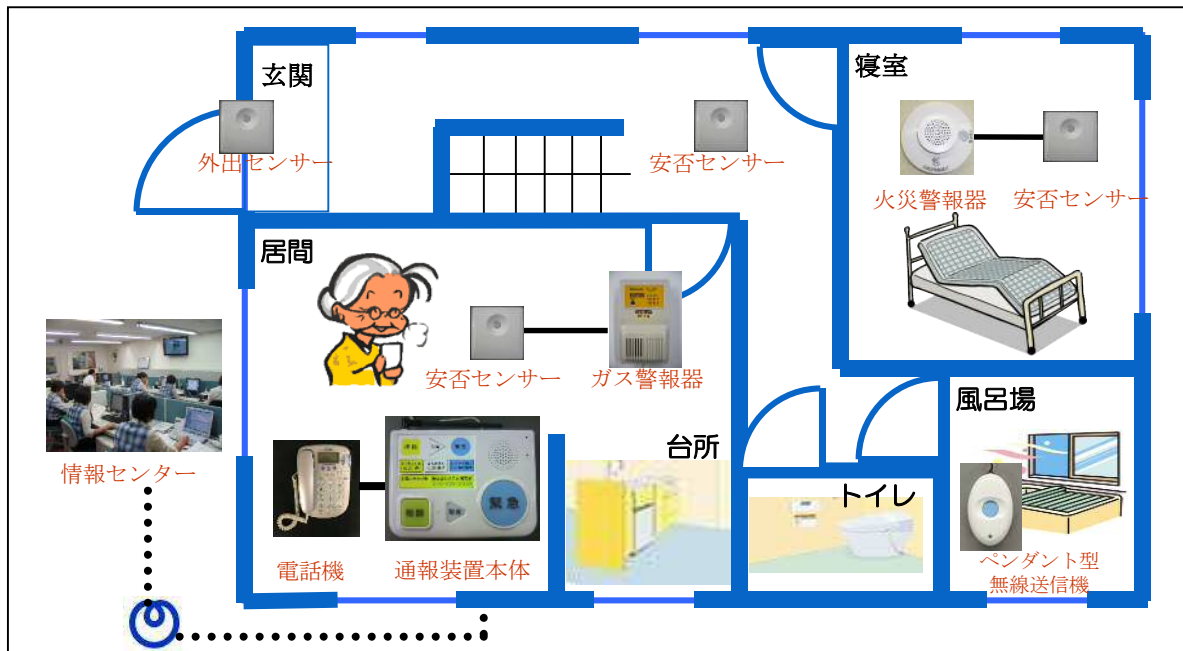 玄関
寝室
外出センサー
安否センサー
火災警報器
安否センサー
居間
安否センサー
ガス警報器
情報センター
台所
風呂場
緊急
トイレ
電話機
通報装置本体
ペンダント型
無線送信機